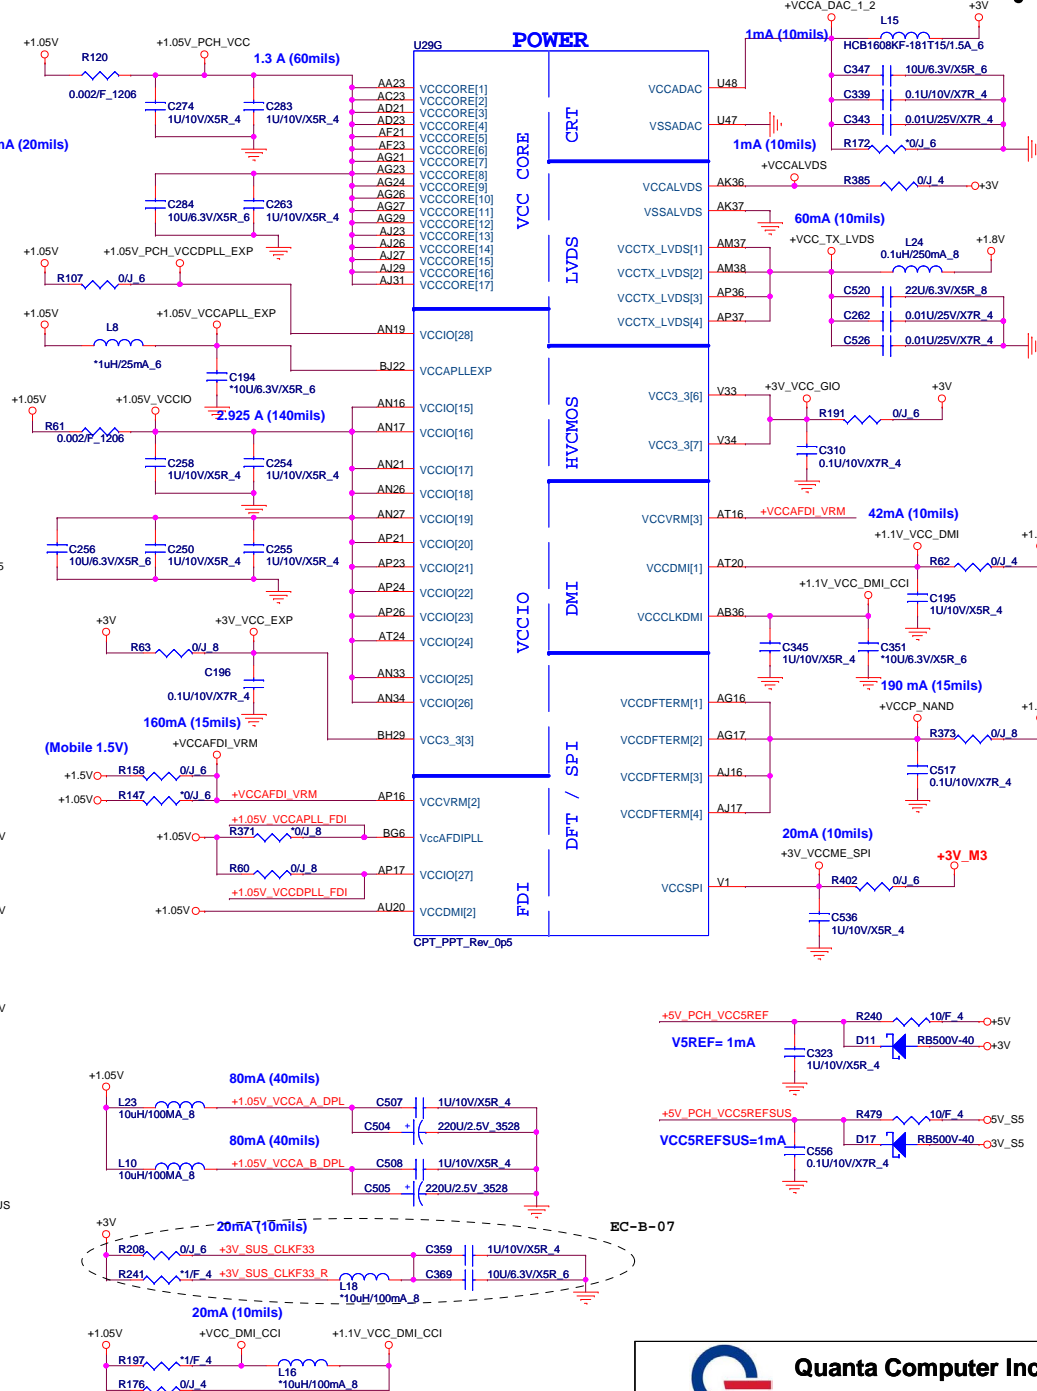 +VCCA_DAC_1_2
+3V
+1.05V
+1.05V_PCH_VCC
1.3 A (60mils)
R120
0.002/F_1206
C274
1U/10V/X5R_4
C283
1U/10V/X5R_4
mA (20mils)
C284
10U/6.3V/X5R_6
C263
1U/10V/X5R_4
+1.05V
+1.05V_PCH_VCCDPLL_EXP
R107
0/J_6
+1.05V
+1.05V_VCCAPLL_EXP
L8
*1uH/25mA_6
C194
*10U/6.3V/X5R_6
+1.05V
+1.05V_VCCIO
2.925 A (140mils)
R61
0.002/F_1206
C258
1U/10V/X5R_4
C254
1U/10V/X5R_4
C256
10U/6.3V/X5R_6
C250
1U/10V/X5R_4
C255
1U/10V/X5R_4
+3V
+3V_VCC_EXP
R63
0/J_8
C196
0.1U/10V/X7R_4
160mA (15mils)
(Mobile 1.5V)
+VCCAFDI_VRM
+1.5V
R158
0/J_6
+1.05V
R147
*0/J_6
+VCCAFDI_VRM
+1.05V_VCCAPLL_FDI
+1.05V
R371
*0/J_8
R60
0/J_8
+1.05V_VCCDPLL_FDI
+1.05V
U29G
POWER
AA23 VCCCORE[1]
AC23 VCCCORE[2]
AD21 VCCCORE[3]
AD23 VCCCORE[4]
AF21 VCCCORE[5]
AF23 VCCCORE[6]
AG21 VCCCORE[7]
AG23 VCCCORE[8]
AG24 VCCCORE[9]
AG26 VCCCORE[10]
AG27 VCCCORE[11]
AG29 VCCCORE[12]
AJ23 VCCCORE[13]
AJ26 VCCCORE[14]
AJ27 VCCCORE[15]
AJ29 VCCCORE[16]
AJ31 VCCCORE[17]
AN19 VCCIO[28]
BJ22 VCCAPLLEXP
AN16 VCCIO[15]
AN17 VCCIO[16]
AN21 VCCIO[17]
AN26 VCCIO[18]
AN27 VCCIO[19]
AP21 VCCIO[20]
AP23 VCCIO[21]
AP24 VCCIO[22]
AP26 VCCIO[23]
AT24 VCCIO[24]
AN33 VCCIO[25]
AN34 VCCIO[26]
BH29 VCC3_3[3]
AP16 VCCVRM[2]
BG6 VccAFDIPLL
AP17 VCCIO[27]
AU20 VCCDMI[2]
VCC CORE
VCCIO
FDI
CRT
LVDS
HVCMOS
DMI
DFT / SPI
VCCADAC U48
VSSADAC U47
VCCALVDS AK36
VSSALVDS AK37
VCCTX_LVDS[1] AM37
VCCTX_LVDS[2] AM38
VCCTX_LVDS[3] AP36
VCCTX_LVDS[4] AP37
VCC3_3[6] V33
VCC3_3[7] V34
VCCVRM[3] AT16
VCCDMI[1] AT20
VCCCLKDMI AB36
VCCDFTERM[1] AG16
VCCDFTERM[2] AG17
VCCDFTERM[3] AJ16
VCCDFTERM[4] AJ17
VCCSPI V1
CPT_PPT_Rev_0p5
1mA (10mils)
L15
HCB1608KF-181T15/1.5A_6
C347
10U/6.3V/X5R_6
C339
0.1U/10V/X7R_4
C343
0.01U/25V/X7R_4
R172
*0/J_6
1mA (10mils)
+VCCALVDS
R385
0/J_4
+3V
60mA (10mils)
+VCC_TX_LVDS
L24
0.1uH/250mA_8
+1.8V
C520
22U/6.3V/X5R_8
C262
0.01U/25V/X7R_4
C526
0.01U/25V/X7R_4
+3V_VCC_GIO
+3V
R191
0/J_6
C310
0.1U/10V/X7R_4
+VCCAFDI_VRM
42mA (10mils)
+1.1V_VCC_DMI
+1.
R62
0/J_4
+1.1V_VCC_DMI_CCI
C195
1U/10V/X5R_4
C345
1U/10V/X5R_4
C351
*10U/6.3V/X5R_6
190 mA (15mils)
+VCCP_NAND
+1.
R373
0/J_8
C517
0.1U/10V/X7R_4
20mA (10mils)
+3V_VCCME_SPI
+3V_M3
R402
0/J_6
C536
1U/10V/X5R_4
+5V_PCH_VCC5REF
R240
10/F_4
+5V
V5REF= 1mA
D11
RB500V-40
+3V
C323
1U/10V/X5R_4
+5V_PCH_VCC5REFSUS
R479
10/F_4
5V_S5
VCC5REFSUS=1mA
D17
RB500V-40
3V_S5
C556
0.1U/10V/X7R_4
+1.05V
80mA (40mils)
L23
10uH/100MA_8
+1.05V_VCCA_A_DPL
C507
1U/10V/X5R_4
C504
+
220U/2.5V_3528
80mA (40mils)
L10
10uH/100MA_8
+1.05V_VCCA_B_DPL
C508
1U/10V/X5R_4
C505
+
220U/2.5V_3528
+3V
20mA (10mils)
EC-B-07
R208
0/J_6
+3V_SUS_CLKF33
C359
1U/10V/X5R_4
R241
*1/F_4
+3V_SUS_CLKF33_R
L18
*10uH/100mA_8
C369
10U/6.3V/X5R_6
20mA (10mils)
+1.05V
+VCC_DMI_CCI
+1.1V_VCC_DMI_CCI
R197
*1/F_4
L16
*10uH/100mA_8
R176
0/J_4
Quanta Computer Inc